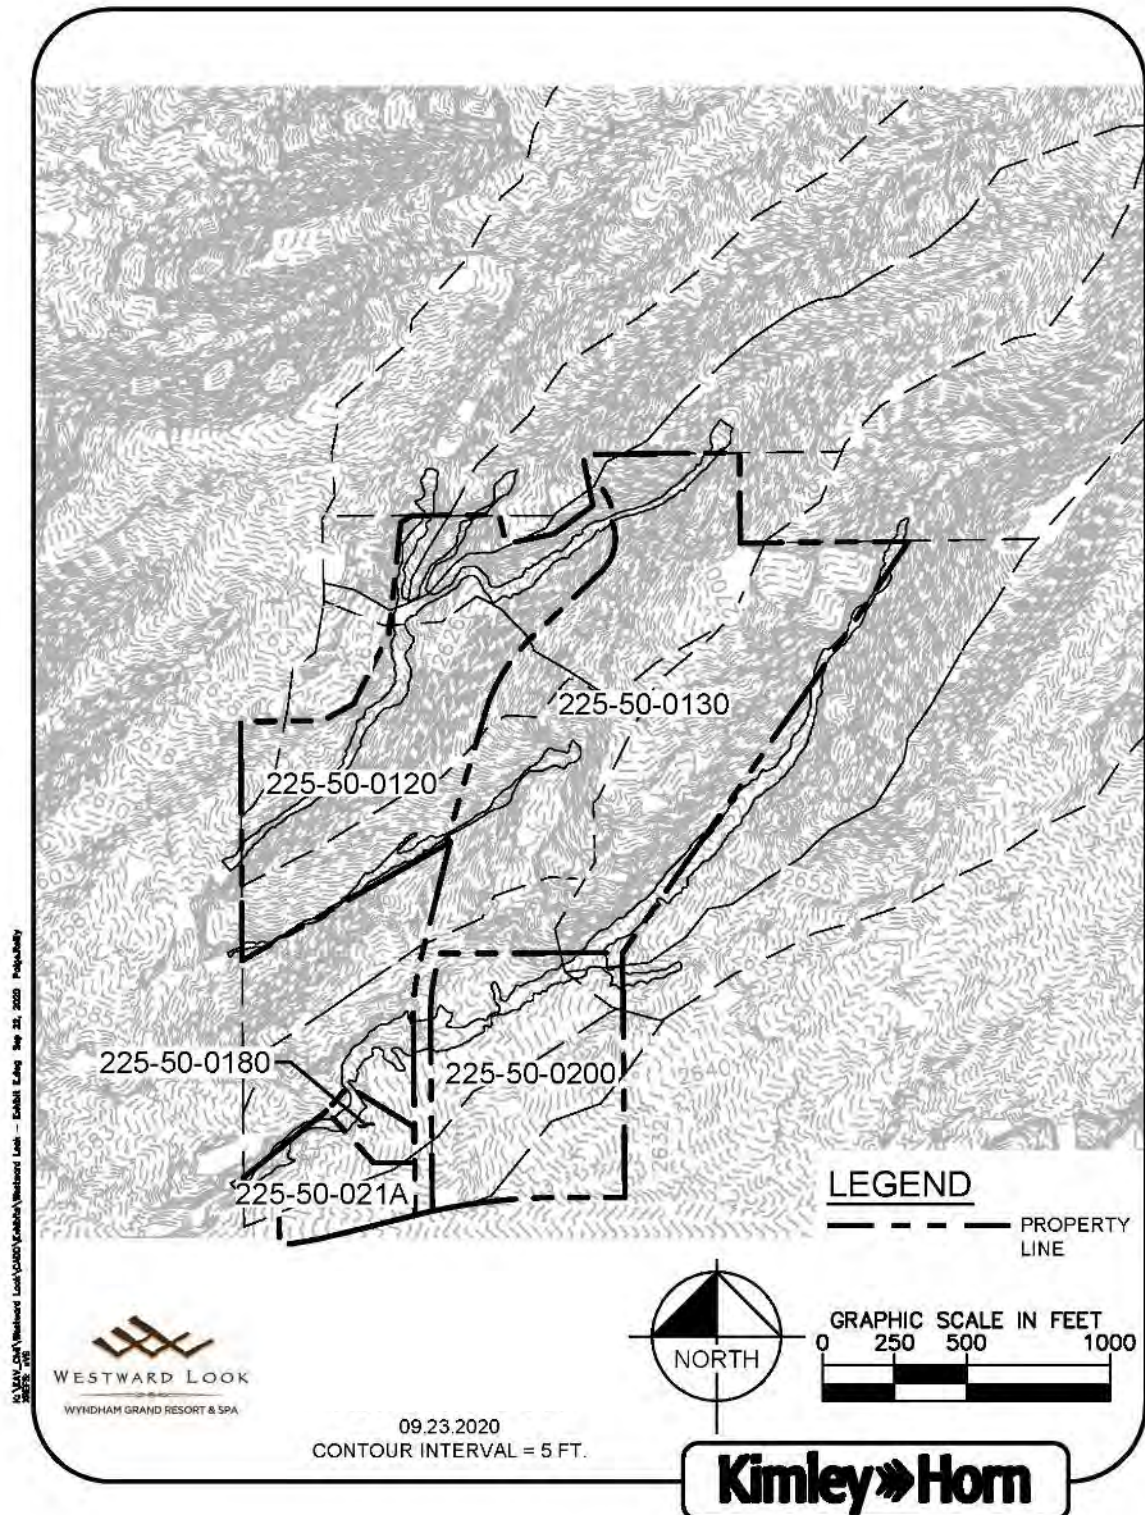 225-50-0130
225-50-0120
225-50-0180
225-50-0200
2640
2632
225-50-021A
LEGEND
PROPERTY
LINE
GRAPHIC SCALE IN FEET
0 250 500 1000
NORTH
WESTWARD LOOK
WYNDHAM GRAND RESORT & SPA
09.23.2020
CONTOUR INTERVAL = 5 FT.
Kimley»Horn